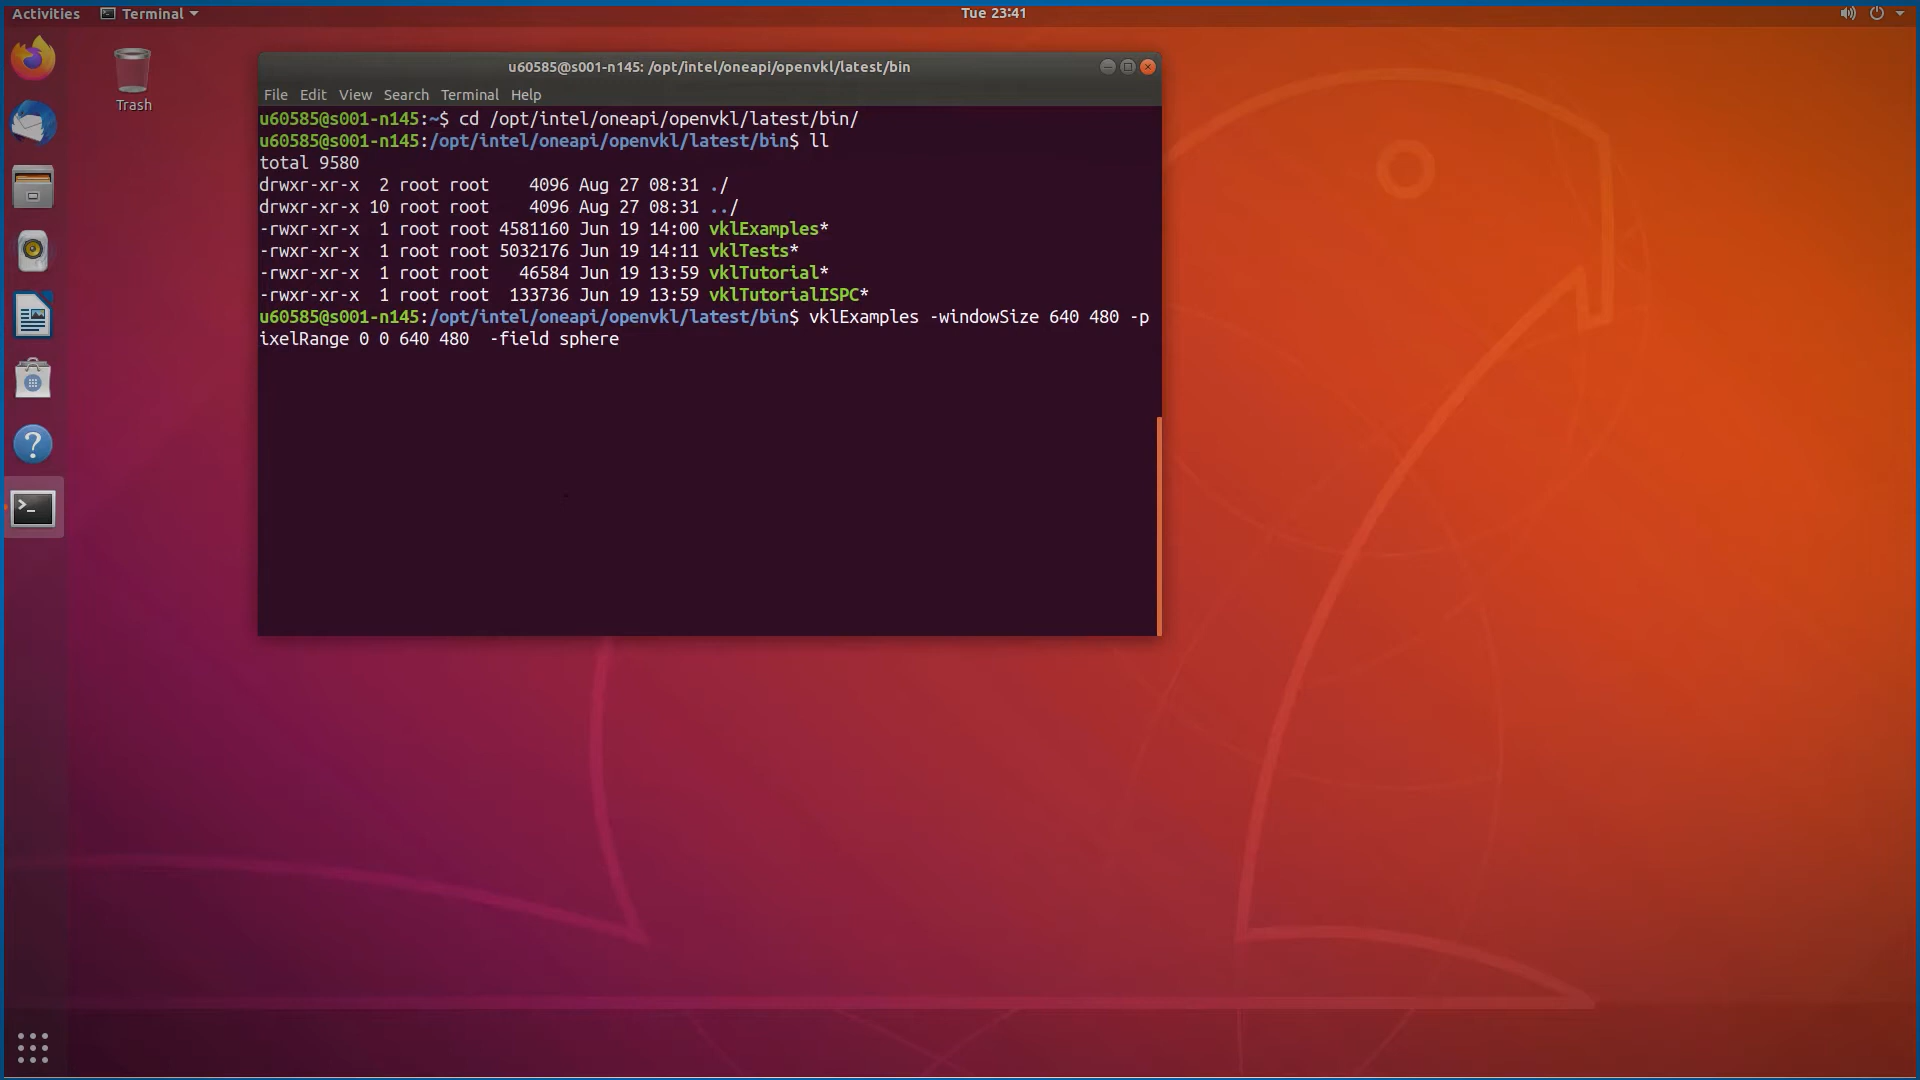 Activities Terminal Tue 23:41
Trash
u60585@s001-n145: /opt/intel/oneapi/openvkl/latest/bin
File Edit View Search Terminal Help
u60585@s001-n145:~$ cd /opt/intel/oneapi/openvkl/latest/bin/
u60585@s001-n145:/opt/intel/oneapi/openvkl/latest/bin$ ll
total 9580
drwxr-xr-x  2 root root    4096 Aug 27 08:31 ./
drwxr-xr-x 10 root root    4096 Aug 27 08:31 ../
-rwxr-xr-x  1 root root 4581160 Jun 19 14:00 vklExamples*
-rwxr-xr-x  1 root root 5032176 Jun 19 14:11 vklTests*
-rwxr-xr-x  1 root root   46584 Jun 19 13:59 vklTutorial*
-rwxr-xr-x  1 root root  133736 Jun 19 13:59 vklTutorialISPC*
u60585@s001-n145:/opt/intel/oneapi/openvkl/latest/bin$ vklExamples -windowSize 640 480 -p
ixelRange 0 0 640 480  -field sphere